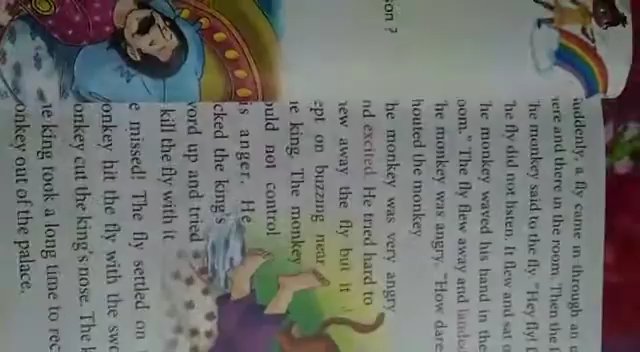 son ?
uddenly, a fly came in through an
here and there in the room. Then the
he monkey said to the fly, "Hey fly!
he fly did not listen. It flew and sat
he monkey waved his hand in the
oom." The fly flew away and
he monkey was angry. "How dare
houted the monkey
he monkey was very angry
nd excited. He tried hard to
hew away the fly but it
ept on buzzing near
he king. The monkey
ould not control
is anger. He
cked the king's
word up and tried
kill the fly with it
e missed! The fly settled on
onkey hit the fly with the
onkey cut the king's nose. The
he king took a long time to
onkey out of the palace.